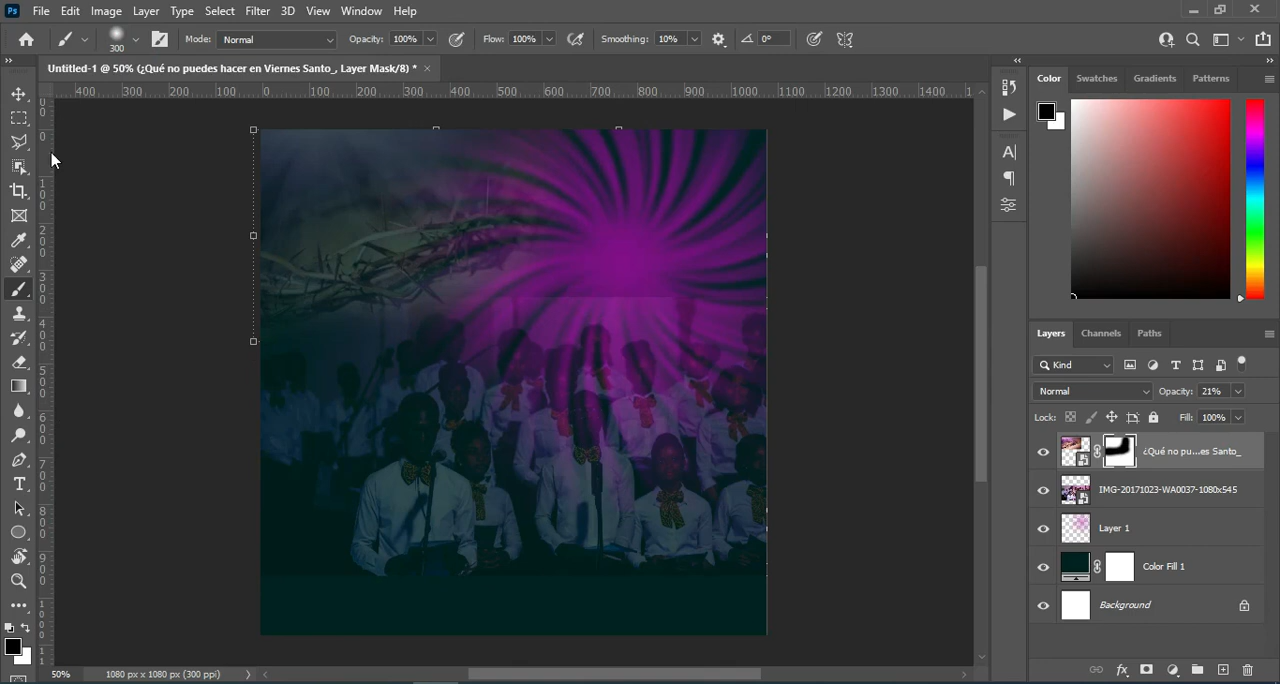 Ps File Edit Image Layer Type Select Filter 3D View Window Help
300 Mode: Normal Opacity: 100% Flow: 100% Smoothing: 10% 0°
Untitled-1 @ 50% (¿Qué no puedes hacer en Viernes Santo_, Layer Mask/8) * ×
400 300 200 100 0 100 200 300 400 500 600 700 800 900 1000 1100 1200 1300 1400
Color Swatches Gradients Patterns
Layers Channels Paths
Kind
Normal Opacity: 21%
Lock: Fill: 100%
¿Qué no pu...es Santo_
IMG-20171023-WA0037-1080x545
Layer 1
Color Fill 1
Background
50% 1080 px x 1080 px (300 ppi)